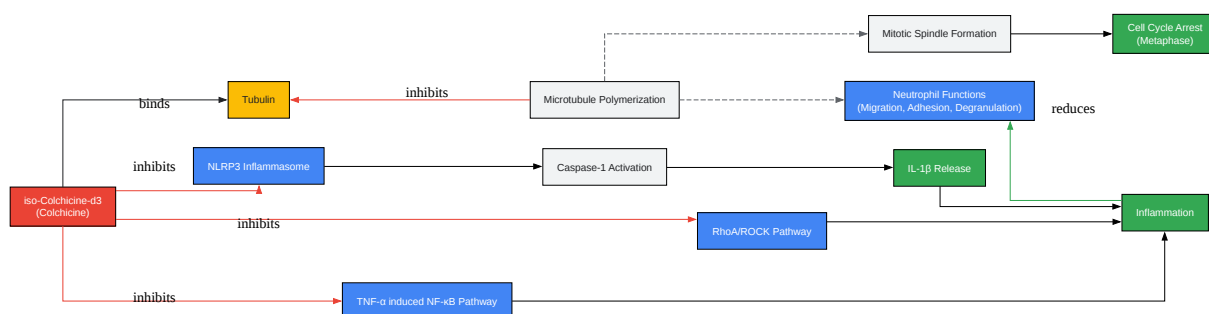 Mitotic Spindle Formation
Cell Cycle Arrest
(Metaphase)
binds
Tubulin
inhibits
Microtubule Polymerization
Neutrophil Functions
(Migration, Adhesion, Degranulation)
reduces
inhibits
NLRP3 Inflammasome
Caspase-1 Activation
IL-1β Release
iso-Colchicine-d3
(Colchicine)
inhibits
RhoA/ROCK Pathway
Inflammation
inhibits
TNF-α induced NF-κB Pathway